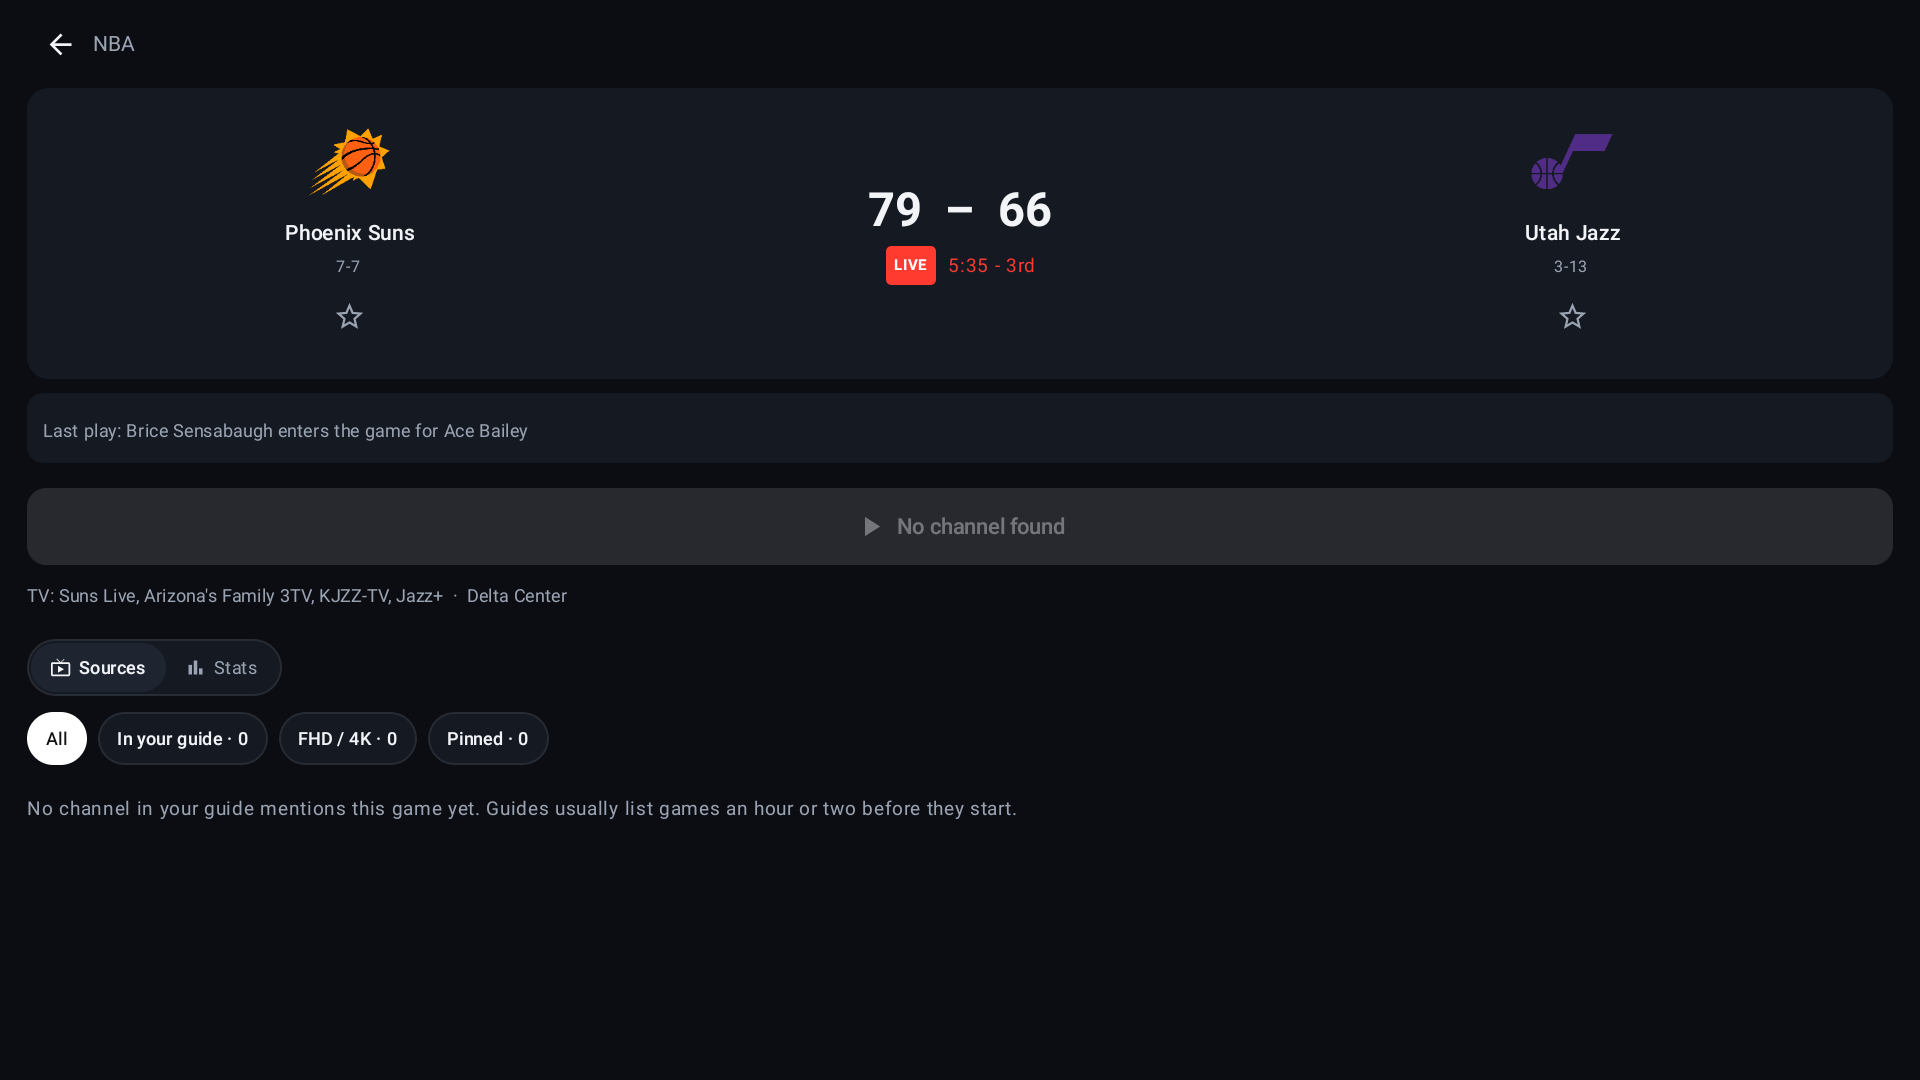 NBA
79 – 66
Phoenix Suns
Utah Jazz
7-7
LIVE 5:35 - 3rd
3-13
Last play: Brice Sensabaugh enters the game for Ace Bailey
No channel found
TV: Suns Live, Arizona's Family 3TV, KJZZ-TV, Jazz+ · Delta Center
Sources Stats
All In your guide · 0 FHD / 4K · 0 Pinned · 0
No channel in your guide mentions this game yet. Guides usually list games an hour or two before they start.